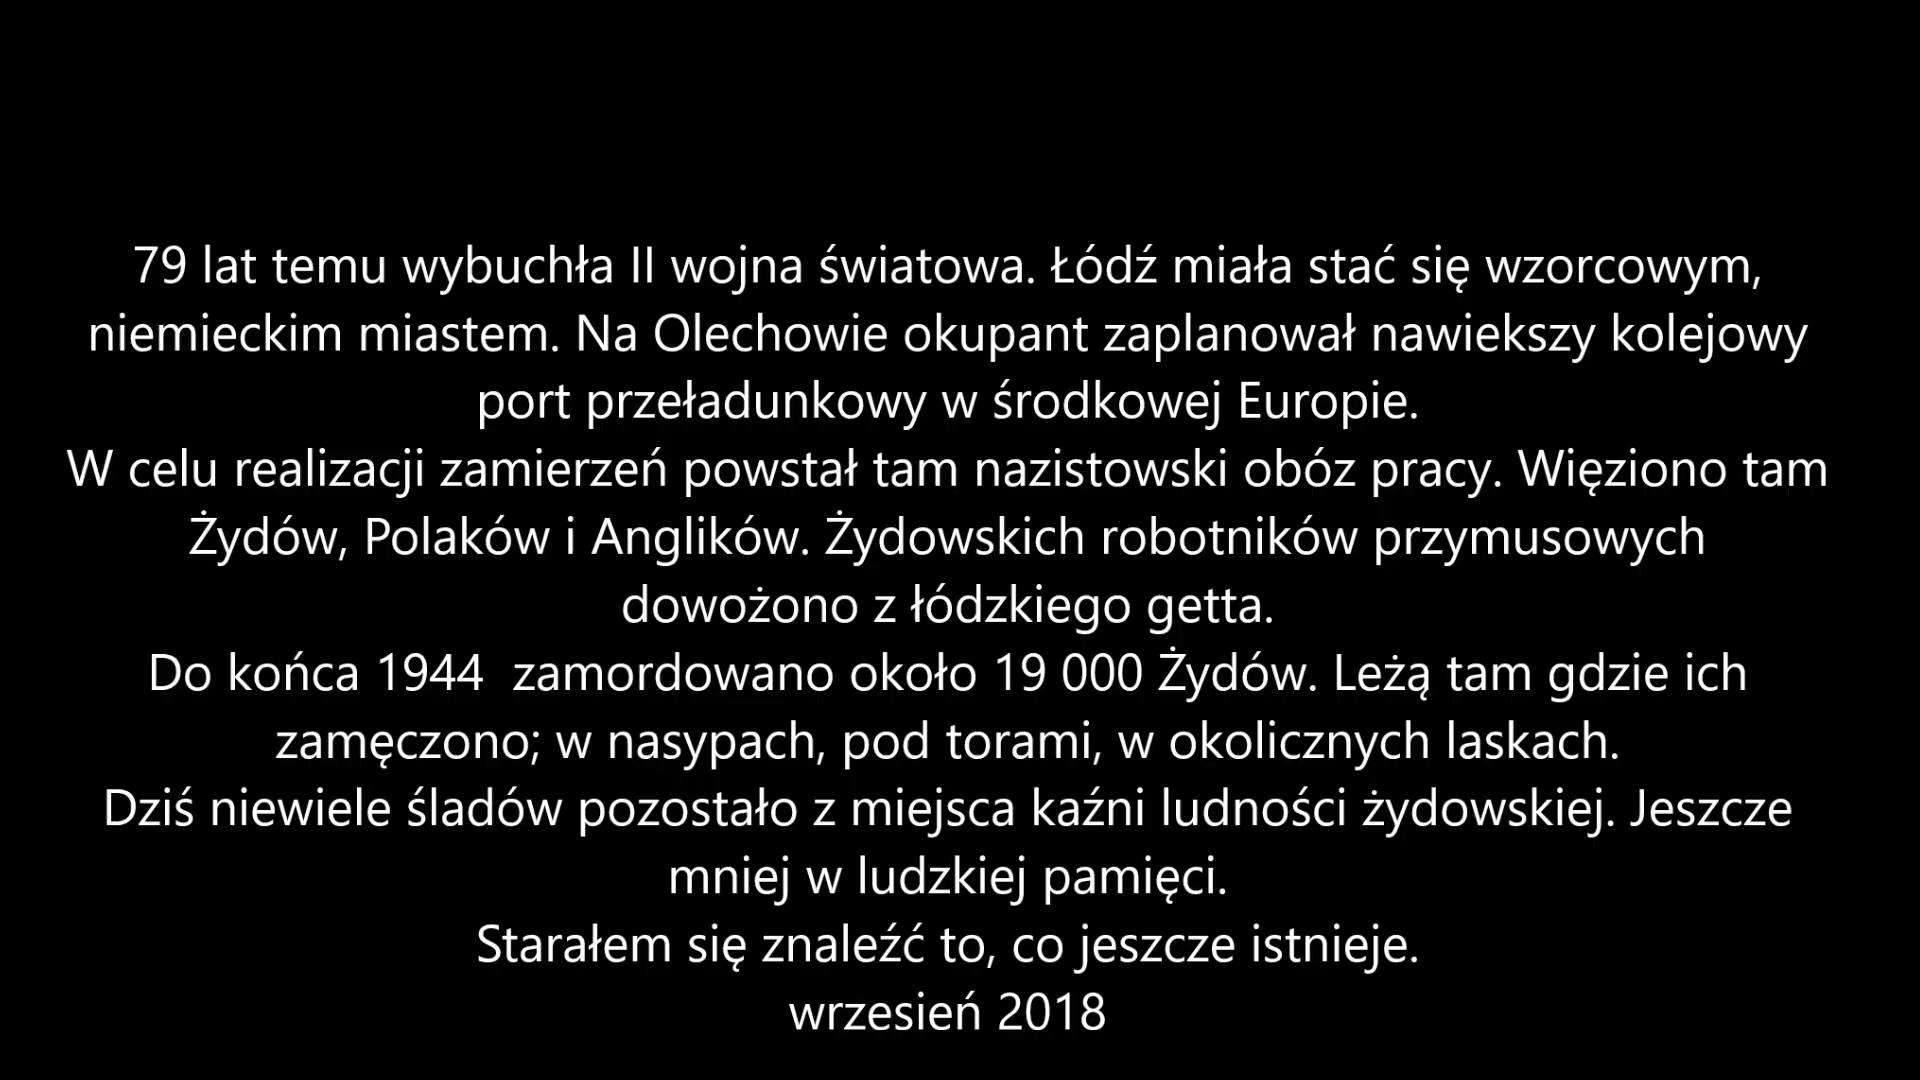 79 lat temu wybuchła II wojna światowa. Łódź miała stać się wzorcowym,
niemieckim miastem. Na Olechowie okupant zaplanował nawiekszy kolejowy
port przeładunkowy w środkowej Europie.
W celu realizacji zamierzeń powstał tam nazistowski obóz pracy. Więziono tam
Żydów, Polaków i Anglików. Żydowskich robotników przymusowych
dowożono z łódzkiego getta.
Do końca 1944  zamordowano około 19 000 Żydów. Leżą tam gdzie ich
zamęczono; w nasypach, pod torami, w okolicznych laskach.
Dziś niewiele śladów pozostało z miejsca kaźni ludności żydowskiej. Jeszcze
mniej w ludzkiej pamięci.
Starałem się znaleźć to, co jeszcze istnieje.
wrzesień 2018